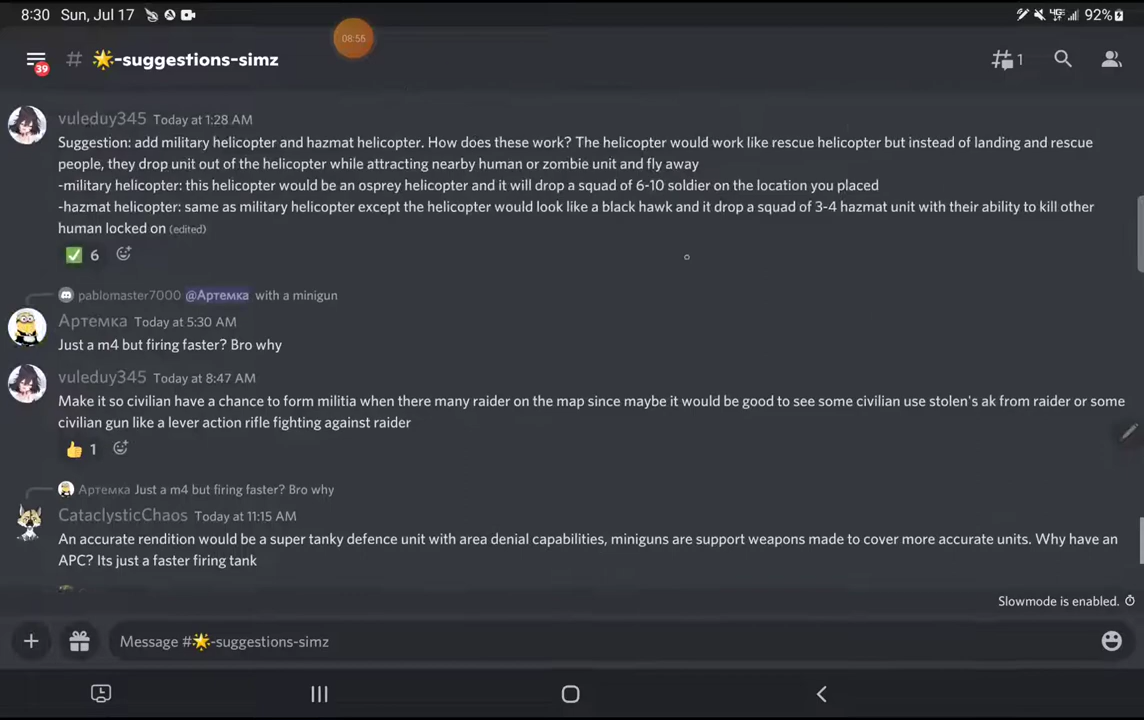 8:30 Sun, Jul 17
92%
08:55
39
# 🌟-suggestions-simz
1
vuleduy345 Today at 1:28 AM
Suggestion: add military helicopter and hazmat helicopter. How does these work? The helicopter would work like rescue helicopter but instead of landing and rescue
people, they drop unit out of the helicopter while attracting nearby human or zombie unit and fly away
-military helicopter: this helicopter would be an osprey helicopter and it will drop a squad of 6-10 soldier on the location you placed
-hazmat helicopter: same as military helicopter except the helicopter would look like a black hawk and it drop a squad of 3-4 hazmat unit with their ability to kill other
human locked on (edited)
✅ 6
pablomaster7000 @Артемка with a minigun
Артемка Today at 5:30 AM
Just a m4 but firing faster? Bro why
vuleduy345 Today at 8:47 AM
Make it so civilian have a chance to form militia when there many raider on the map since maybe it would be good to see some civilian use stolen's ak from raider or some
civilian gun like a lever action rifle fighting against raider
👍 1
Артемка Just a m4 but firing faster? Bro why
CataclysticChaos Today at 11:15 AM
An accurate rendition would be a super tanky defence unit with area denial capabilities, miniguns are support weapons made to cover more accurate units. Why have an
APC? Its just a faster firing tank
Slowmode is enabled.
Message #🌟-suggestions-simz